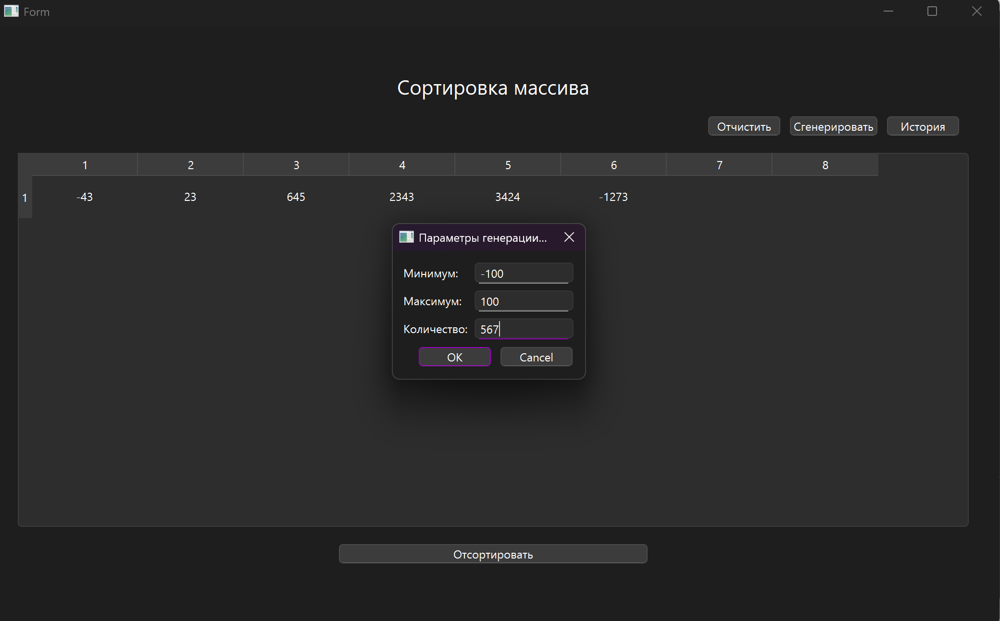 Form
Сортировка массива
Отчистить Сгенерировать История
1 2 3 4 5 6 7 8
1 -43 23 645 2343 3424 -1273
Параметры генерации...
Минимум: -100
Максимум: 100
Количество: 567
OK Cancel
Отсортировать